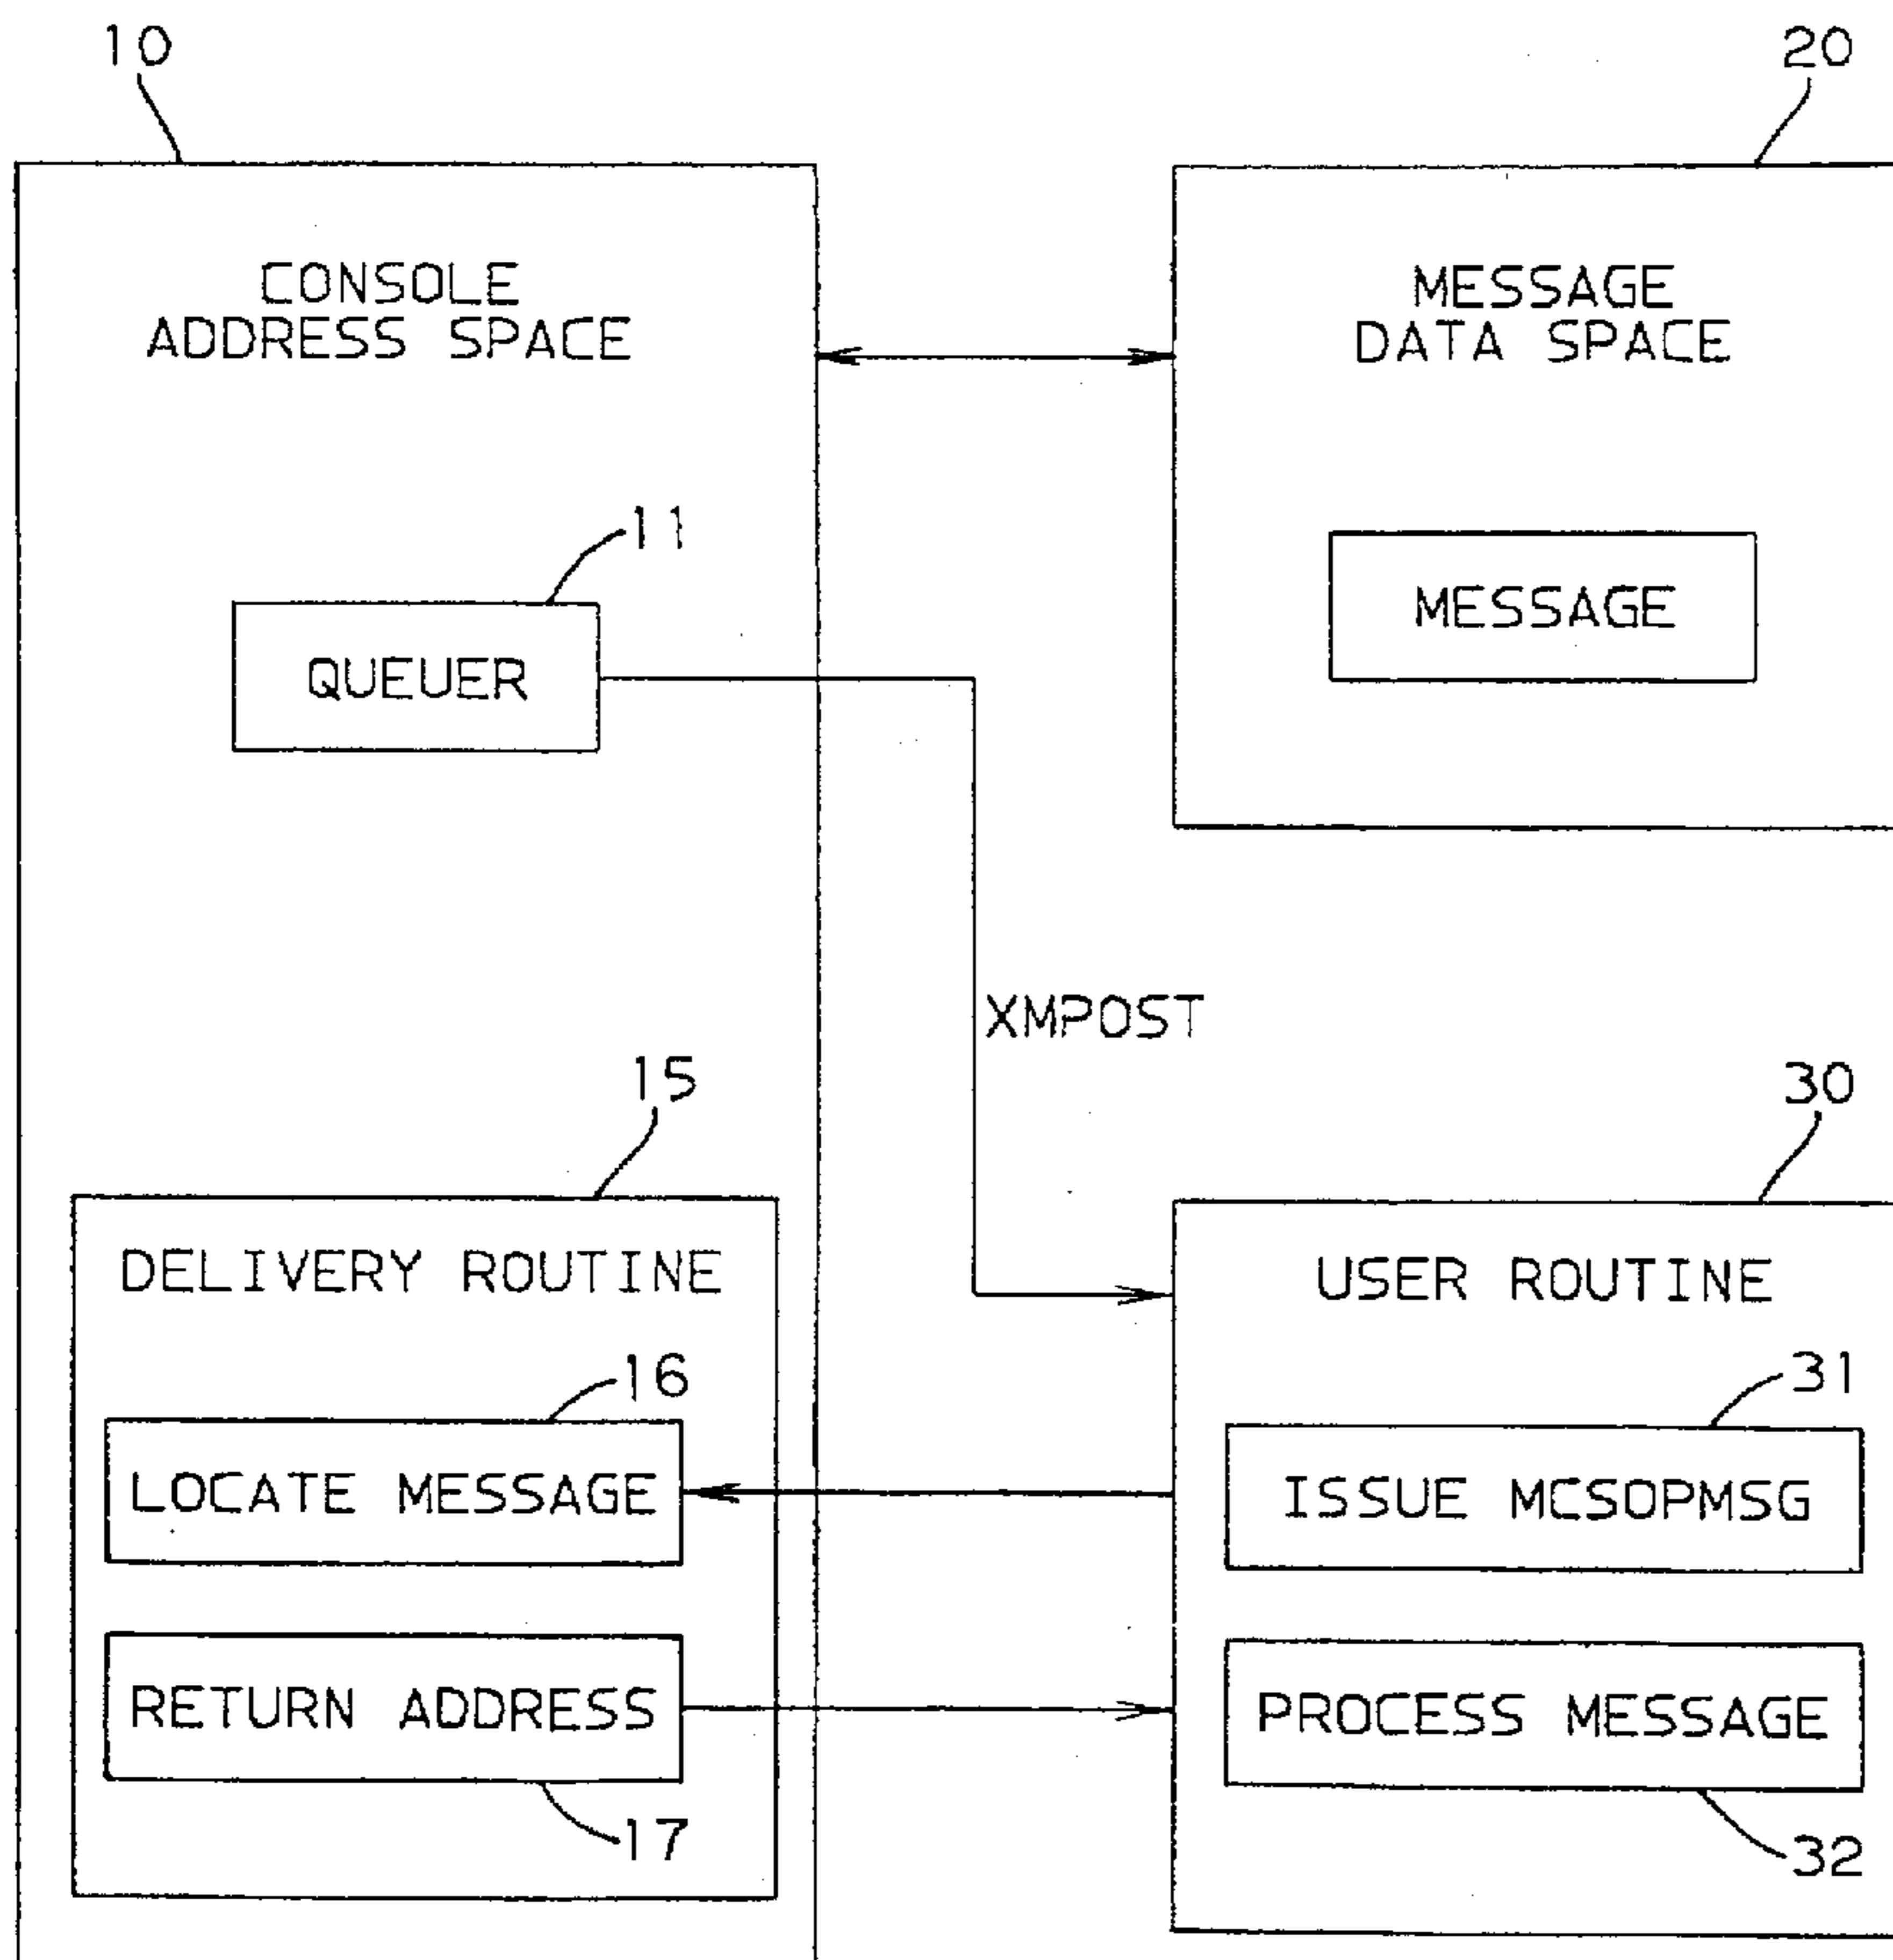 10
20
CONSOLE
ADDRESS SPACE
MESSAGE
DATA SPACE
11
QUEUER
MESSAGE
XMPOST
15
30
DELIVERY ROUTINE
USER ROUTINE
16
31
LOCATE MESSAGE
ISSUE MCSOPMSG
RETURN ADDRESS
PROCESS MESSAGE
17
32